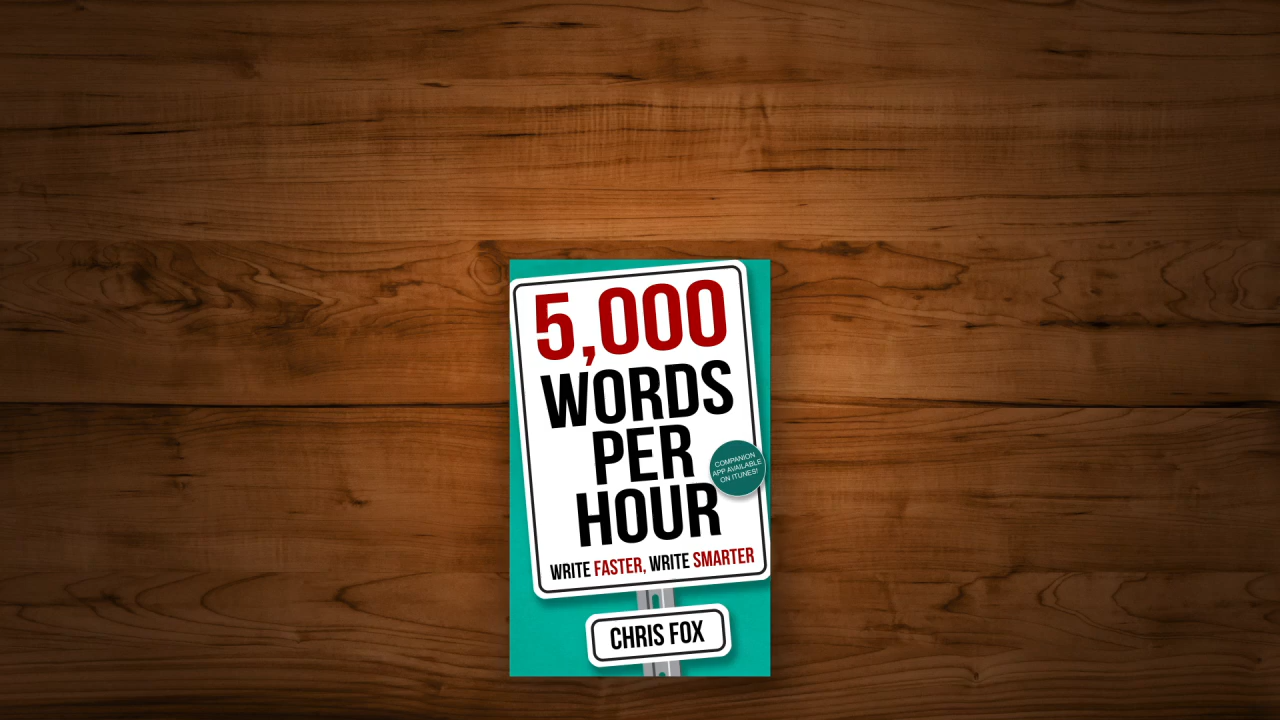 5,000
WORDS
PER
HOUR
COMPANION
APP AVAILABLE
ON ITUNES!
WRITE FASTER, WRITE SMARTER
CHRIS FOX